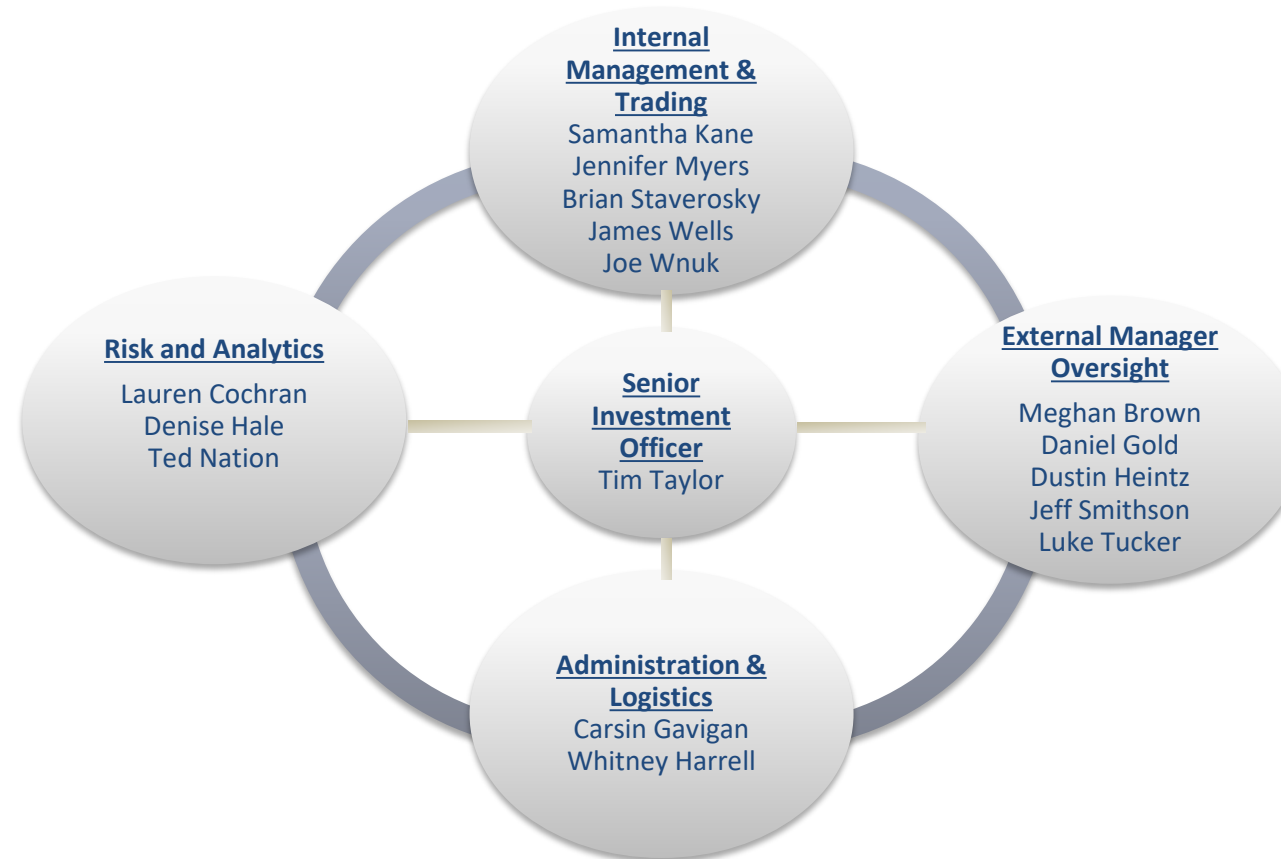 Internal
Management &
Trading
Samantha Kane
Jennifer Myers
Brian Staverosky
James Wells
Joe Wnuk
Risk and Analytics
Lauren Cochran
Denise Hale
Ted Nation
Senior
Investment
Officer
Tim Taylor
External Manager
Oversight
Meghan Brown
Daniel Gold
Dustin Heintz
Jeff Smithson
Luke Tucker
Administration &
Logistics
Carsin Gavigan
Whitney Harrell